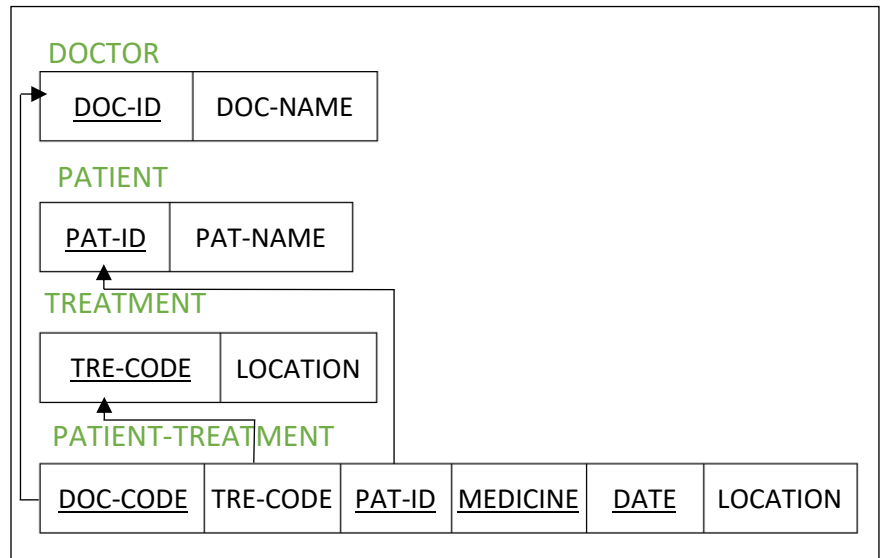 DOCTOR
DOC-ID DOC-NAME
PATIENT
PAT-ID PAT-NAME
TREATMENT
TRE-CODE LOCATION
PATIENT-TREATMENT
DOC-CODE TRE-CODE PAT-ID MEDICINE DATE LOCATION